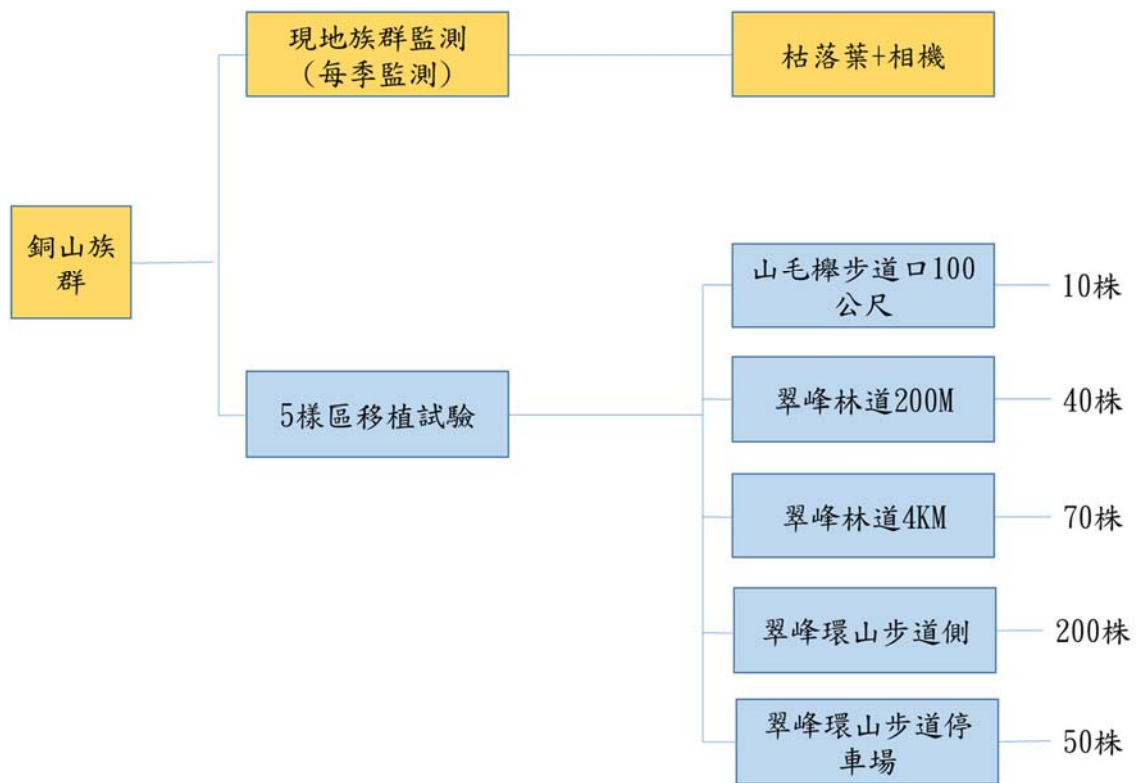 現地族群監測
(每季監測)
枯落葉+相機
銅山族
群
5樣區移植試驗
山毛櫸步道口100
公尺
10株
翠峰林道200M
40株
翠峰林道4KM
70株
翠峰環山步道側
200株
翠峰環山步道停
車場
50株